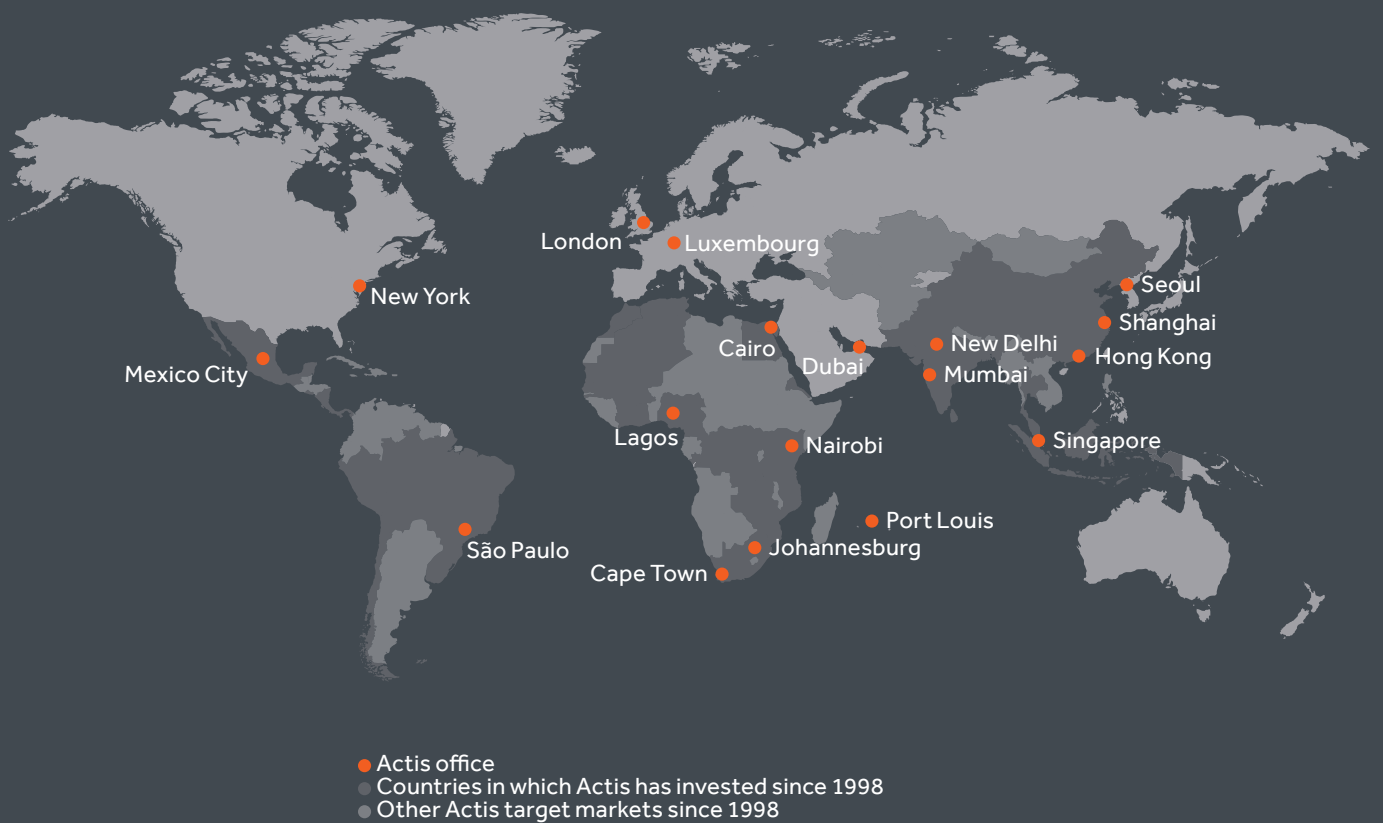 London
Luxembourg
New York
Seoul
Shanghai
Cairo
New Delhi
Hong Kong
Dubai
Mexico City
Mumbai
Lagos
Nairobi
Singapore
Port Louis
São Paulo
Johannesburg
Cape Town
Actis office
Countries in which Actis has invested since 1998
Other Actis target markets since 1998